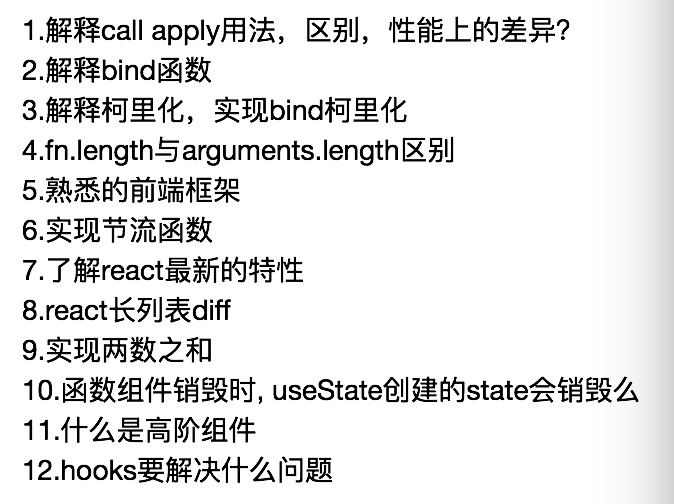 1.解释call apply用法，区别，性能上的差异？
2.解释bind函数
3.解释柯里化，实现bind柯里化
4.fn.length与arguments.length区别
5.熟悉的前端框架
6.实现节流函数
7.了解react最新的特性
8.react长列表diff
9.实现两数之和
10.函数组件销毁时, useState创建的state会销毁么
11.什么是高阶组件
12.hooks要解决什么问题